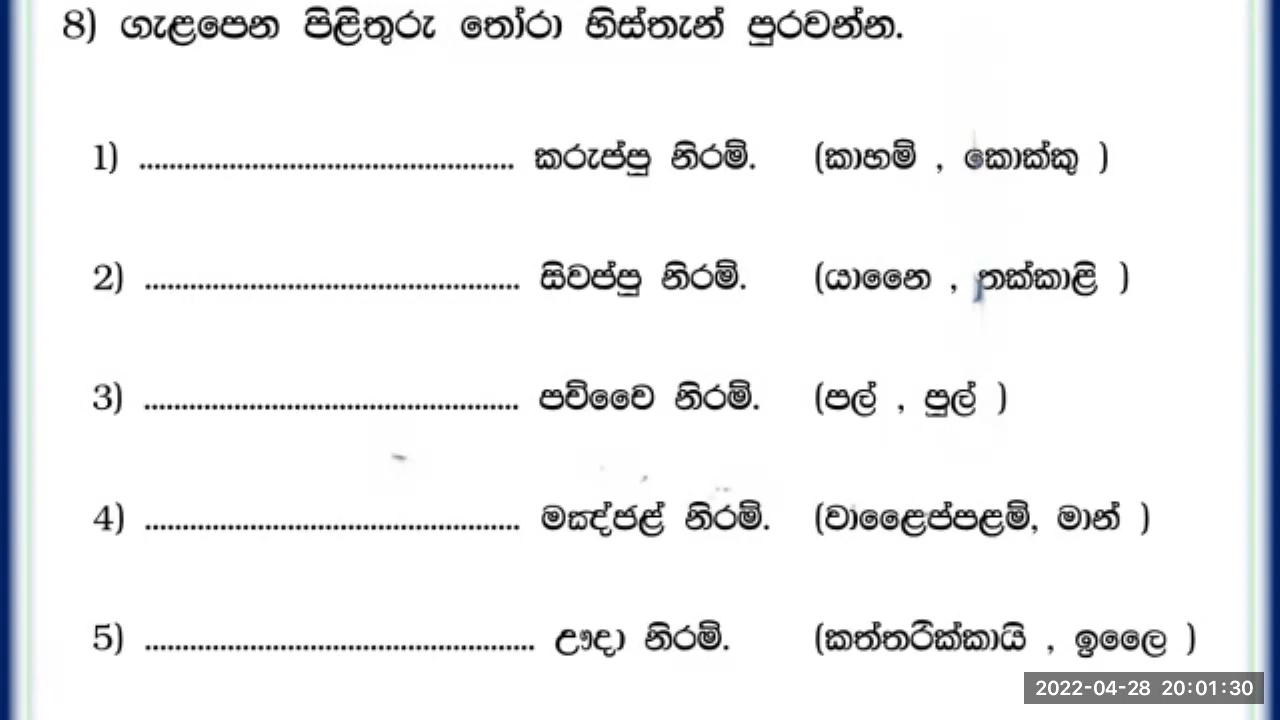 8) ගැළපෙන පිළිතුරු තෝරා හිස්තැන් පුරවන්න.
1) .................................................. කරුප්පු නිරම්. (කාහම් , කොක්කු )
2) .................................................. සිවප්පු නිරම්. (යානෛ , තක්කාළි )
3) .................................................. පච්චෛ නිරම්. (පල් , පුල් )
4) .................................................. මඤ්ජළ් නිරම්. (වාළෛප්පළම්, මාන් )
5) .................................................... ඌදා නිරම්. (කත්තරික්කායි , ඉලෛ )
2022-04-28 20:01:30